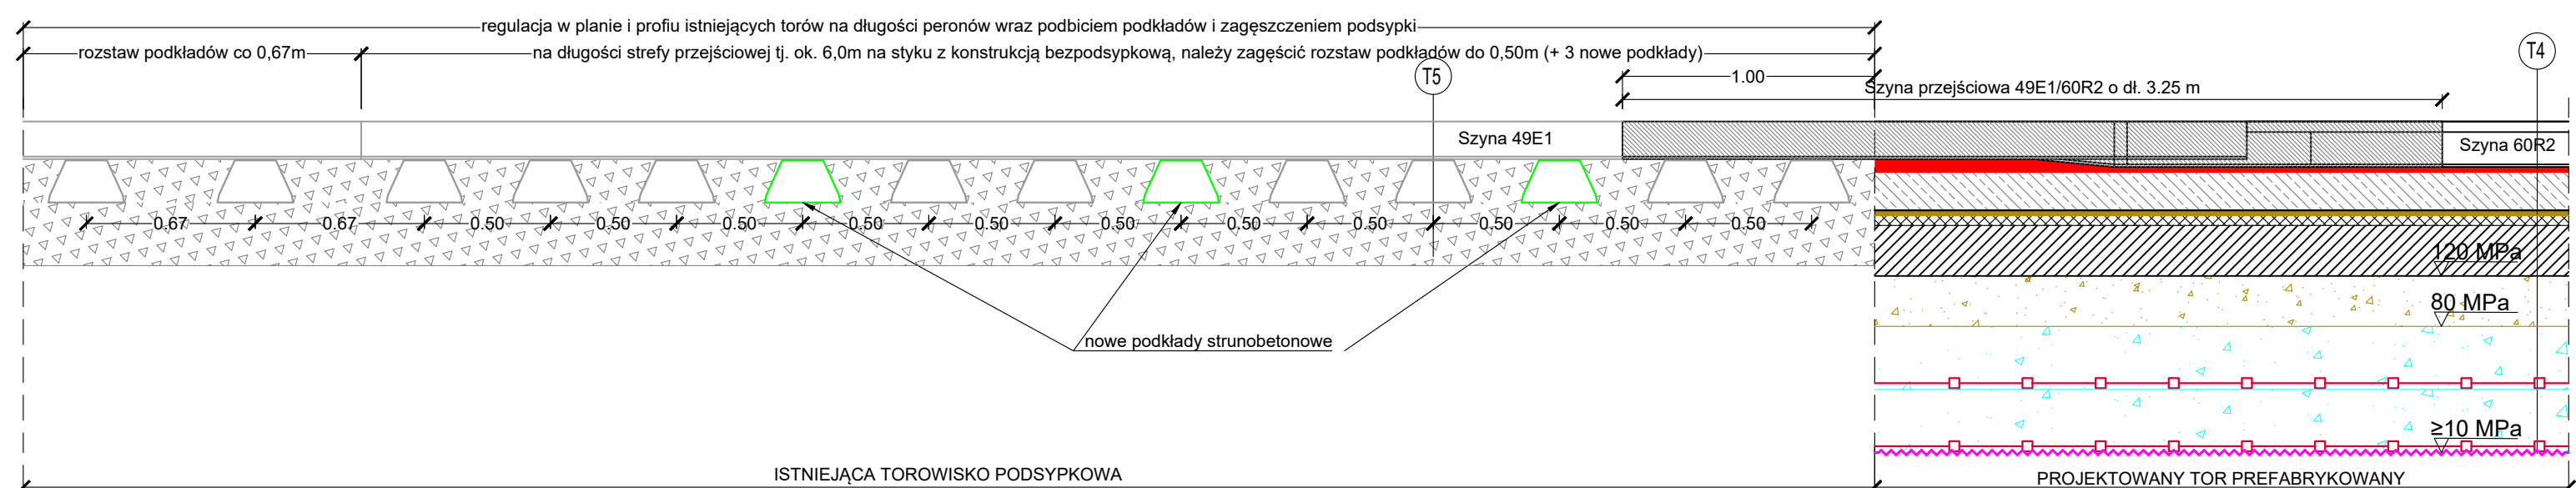 regulacja w planie i profiu istniejących torów na długości peronów wraz podbiciem podkładów i zagęszczeniem podsypki
rozstaw podkładów co 0,67m
na długości strefy przejściowej tj. ok. 6,0m na styku z konstrukcją bezpodsypkową, należy zagęścić rozstaw podkładów do 0,50m (+ 3 nowe podkłady)
T5
T4
1.00
Szyna przejściowa 49E1/60R2 o dł. 3.25 m
Szyna 49E1
Szyna 60R2
0.67 0.67 0.50 0.50 0.50 0.50 0.50 0.50 0.50 0.50 0.50 0.50 0.50
120 MPa
80 MPa
nowe podkłady strunobetonowe
≥10 MPa
ISTNIEJĄCA TOROWISKO PODSYPKOWA
PROJEKTOWANY TOR PREFABRYKOWANY